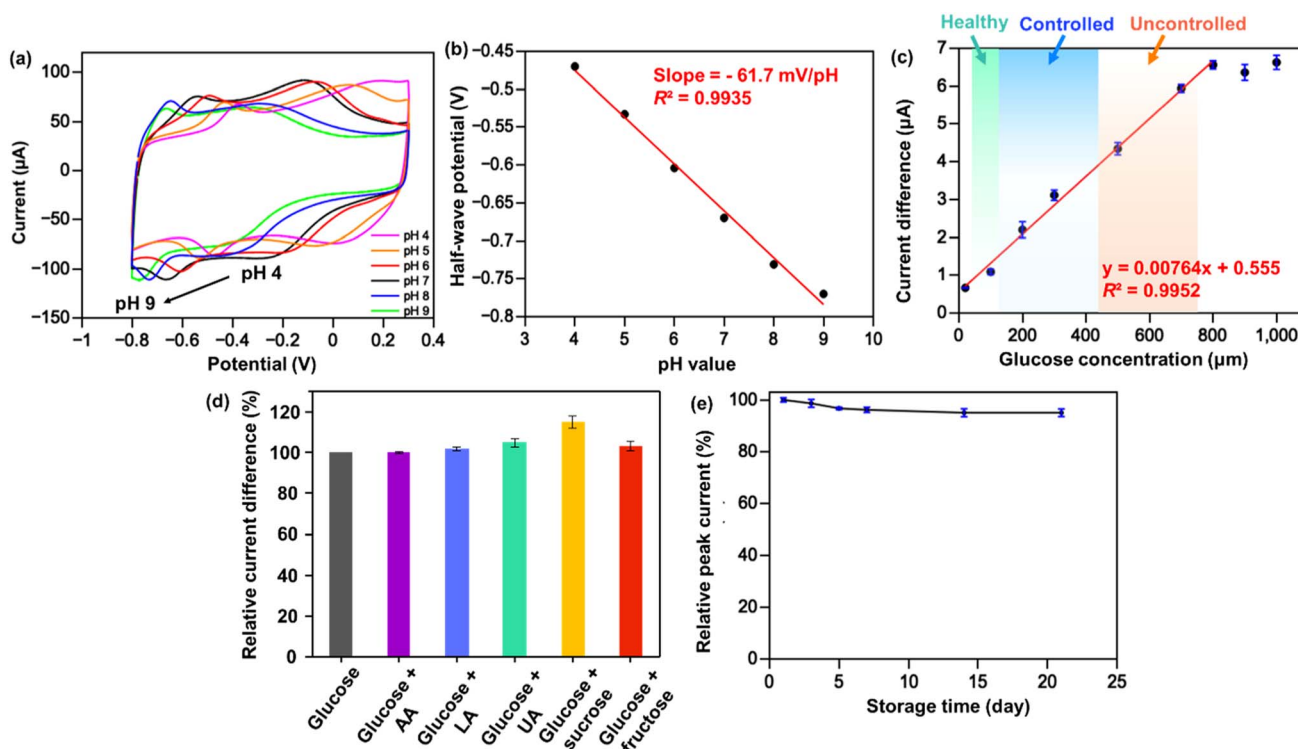 (a)
100
50
0
−50
−100
−150
Current (µA)
pH 4
pH 9
pH 4
pH 5
pH 6
pH 7
pH 8
pH 9
−1
−0.8
−0.6
−0.4
−0.2
0
0.2
0.4
Potential (V)
(b)
−0.45
−0.5
−0.55
−0.6
−0.65
−0.7
−0.75
−0.8
Half-wave potential (V)
Slope = - 61.7 mV/pH
R² = 0.9935
3
4
5
6
7
8
9
10
pH value
Healthy
Controlled
Uncontrolled
(c)
7
6
5
4
3
2
1
0
Current difference (µA)
y = 0.00764x + 0.555
R² = 0.9952
0
200
400
600
800
1,000
Glucose concentration (µm)
(d)
120
100
80
60
40
20
0
Relative current difference (%)
Glucose
Glucose +
AA
Glucose +
LA
Glucose +
UA
Glucose +
sucrose
Glucose +
fructose
(e)
100
80
60
40
20
0
Relative peak current (%)
0
5
10
15
20
25
Storage time (day)